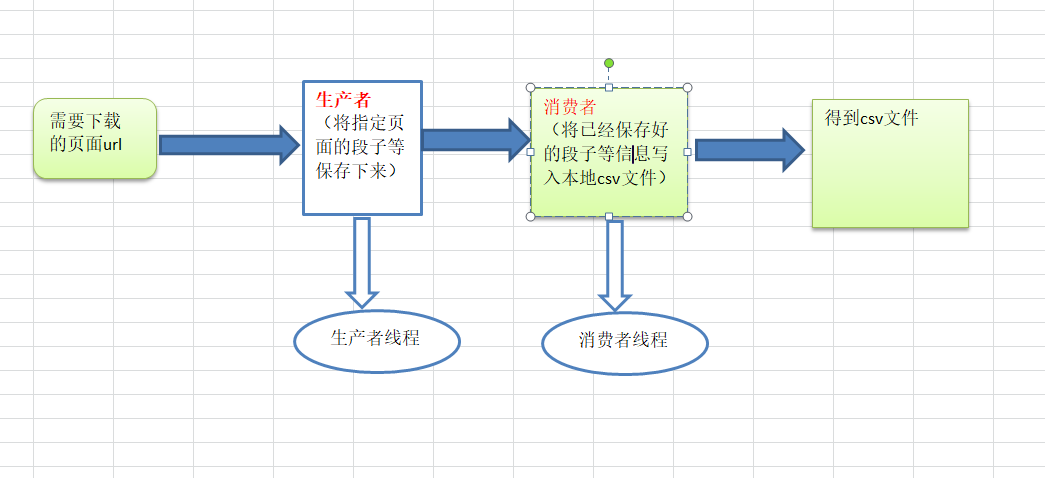 需要下载
的页面url
生产者
（将指定页
面的段子等
保存下来）
消费者
（将已经保存好
的段子等信息写
入本地csv文件）
得到csv文件
生产者线程
消费者线程